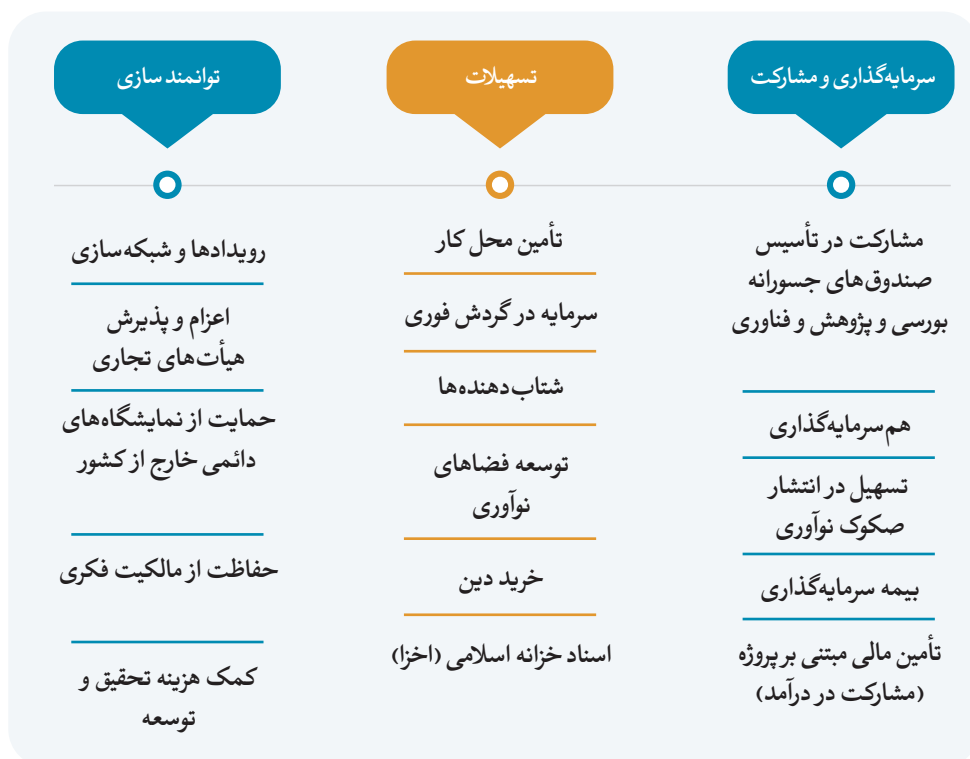 سرمایه‌گذاری و مشارکت
مشارکت در تأسیس
صندوق‌های جسورانه
بورسی و پژوهش و فناوری
هم‌سرمایه‌گذاری
تسهیل در انتشار
صکوک نوآوری
بیمه سرمایه‌گذاری
تأمین مالی مبتنی بر پروژه
(مشارکت در درآمد)
تسهیلات
تأمین محل کار
سرمایه در گردش فوری
شتاب‌دهنده‌ها
توسعه فضاهای
نوآوری
خرید دین
اسناد خزانه اسلامی (اخزا)
توانمند سازی
رویدادها و شبکه‌سازی
اعزام و پذیرش
هیأت‌های تجاری
حمایت از نمایشگاه‌های
دائمی خارج از کشور
حفاظت از مالکیت فکری
کمک هزینه تحقیق و
توسعه